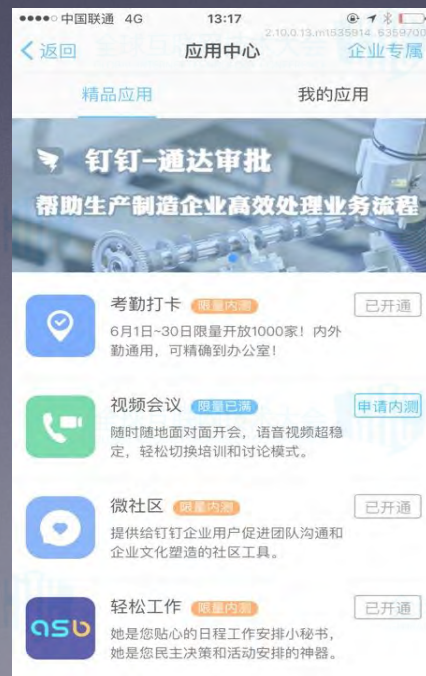 中国联通 4G 13:17
2.10.0.13.m1535914 5359700
返回 应用中心 企业专属
精品应用 我的应用
钉钉-通达审批
帮助生产制造企业高效处理业务流程
考勤打卡 限量内测 已开通
6月1日~30日限量开放1000家！内外
勤通用，可精确到办公室！
视频会议 限量已满 申请内测
随时随地面对面开会，语音视频超稳
定，轻松切换培训和讨论模式。
微社区 限量内测 已开通
提供给钉钉企业用户促进团队沟通和
企业文化塑造的社区工具。
轻松工作 限量内测 已开通
asb
她是您贴心的日程工作安排小秘书，
她是您民主决策和活动安排的神器。